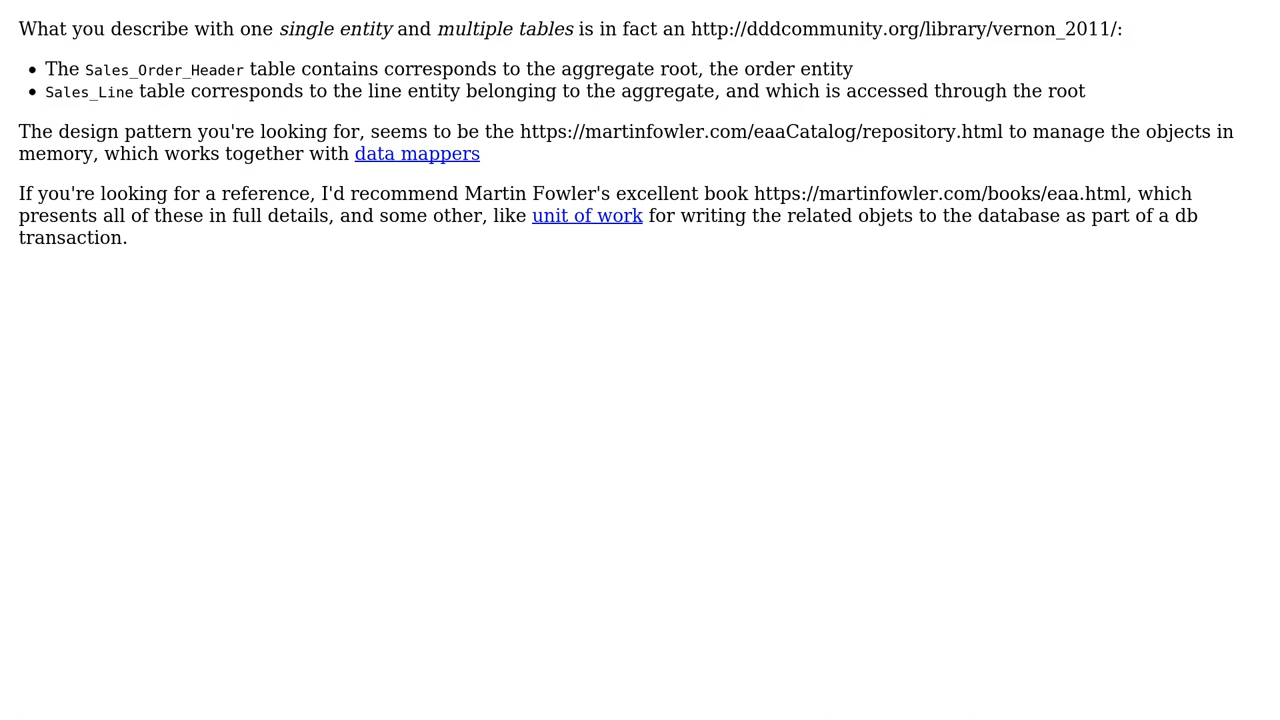 What you describe with one single entity and multiple tables is in fact an http://dddcommunity.org/library/vernon_2011/:
• The Sales_Order_Header table contains corresponds to the aggregate root, the order entity
• Sales_Line table corresponds to the line entity belonging to the aggregate, and which is accessed through the root
The design pattern you're looking for, seems to be the https://martinfowler.com/eaaCatalog/repository.html to manage the objects in
memory, which works together with data mappers
If you're looking for a reference, I'd recommend Martin Fowler's excellent book https://martinfowler.com/books/eaa.html, which
presents all of these in full details, and some other, like unit of work for writing the related objets to the database as part of a db
transaction.